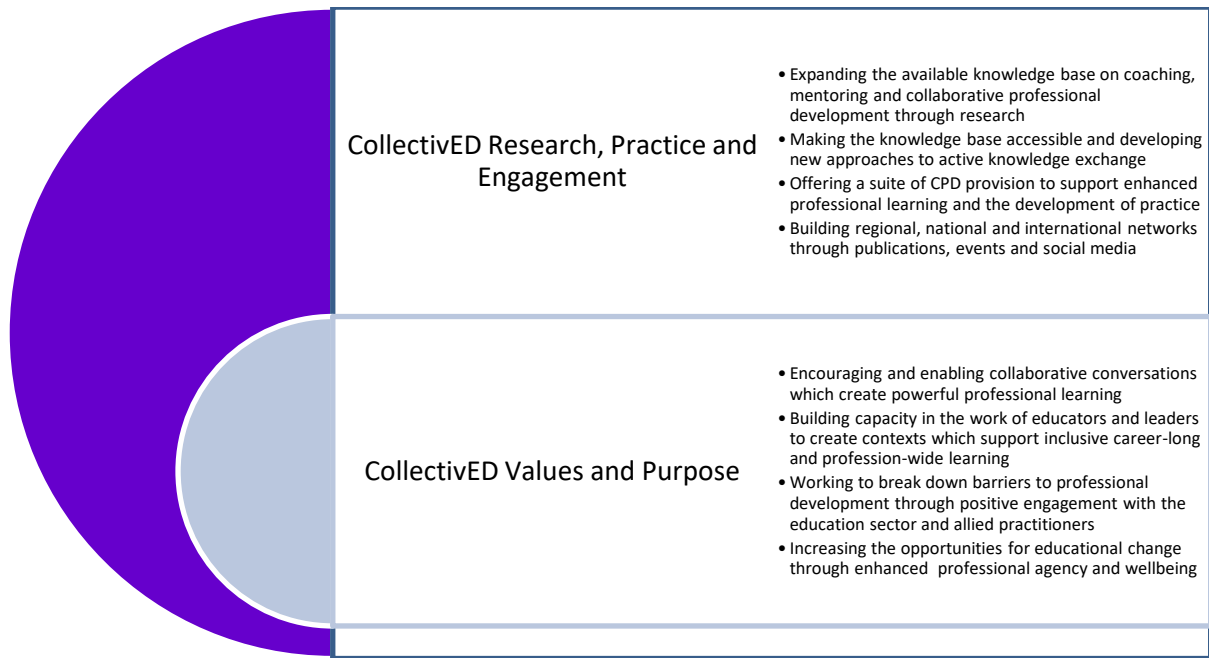 CollectivED Research, Practice and
Engagement
• Expanding the available knowledge base on coaching,
mentoring and collaborative professional
development through research
• Making the knowledge base accessible and developing
new approaches to active knowledge exchange
• Offering a suite of CPD provision to support enhanced
professional learning and the development of practice
• Building regional, national and international networks
through publications, events and social media
CollectivED Values and Purpose
• Encouraging and enabling collaborative conversations
which create powerful professional learning
• Building capacity in the work of educators and leaders
to create contexts which support inclusive career-long
and profession-wide learning
• Working to break down barriers to professional
development through positive engagement with the
education sector and allied practitioners
• Increasing the opportunities for educational change
through enhanced  professional agency and wellbeing